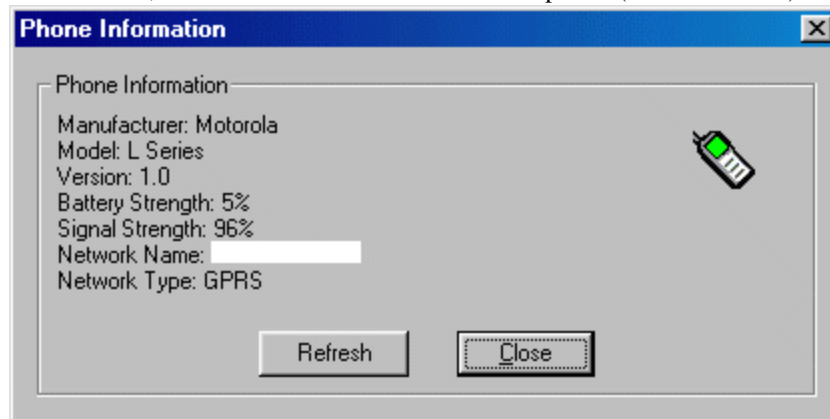 Phone Information
Phone Information
Manufacturer: Motorola
Model: L Series
Version: 1.0
Battery Strength: 5%
Signal Strength: 96%
Network Name:
Network Type: GPRS
Refresh
Close